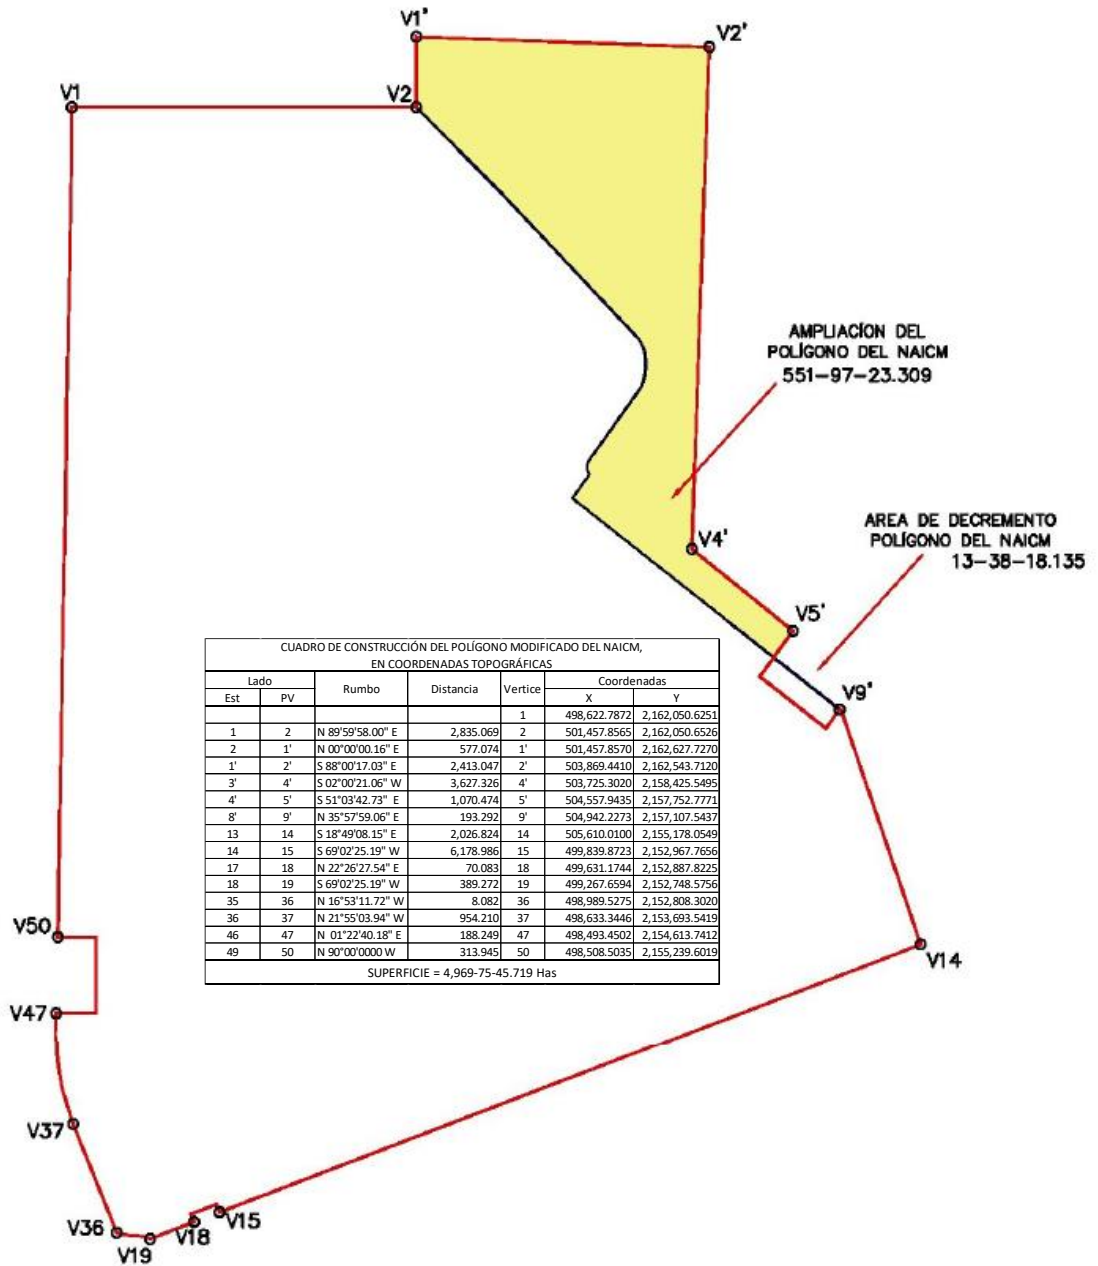 V1'
V2'
V1
V2
AMPLIACIÓN DEL
POLÍGONO DEL NAICM
551-97-23.309
AREA DE DECREMENTO
POLÍGONO DEL NAICM
13-38-18.135
V4'
V5'
V9'
CUADRO DE CONSTRUCCIÓN DEL POLÍGONO MODIFICADO DEL NAICM,
EN COORDENADAS TOPOGRÁFICAS
Lado Rumbo Distancia Vertice Coordenadas
Est PV X Y
1 498,622.7872 2,162,050.6251
1 2 N 89°59'58.00" E 2,835.069 2 501,457.8565 2,162,050.6526
2 1' N 00°00'00.16" E 577.074 1' 501,457.8570 2,162,627.7270
1' 2' S 88°00'17.03" E 2,413.047 2' 503,869.4410 2,162,543.7120
3' 4' S 02°00'21.06" W 3,627.326 4' 503,725.3020 2,158,425.5495
4' 5' S 51°03'42.73" E 1,070.474 5' 504,557.9435 2,157,752.7771
8' 9' N 35°57'59.06" E 193.292 9' 504,942.2273 2,157,107.5437
13 14 S 18°49'08.15" E 2,026.824 14 505,610.0100 2,155,178.0549
14 15 S 69°02'25.19" W 6,178.986 15 499,839.8723 2,152,967.7656
17 18 N 22°26'27.54" E 70.083 18 499,631.1744 2,152,887.8225
18 19 S 69°02'25.19" W 389.272 19 499,267.6594 2,152,748.5756
35 36 N 16°53'11.72" W 8.082 36 498,989.5275 2,152,808.3020
36 37 N 21°55'03.94" W 954.210 37 498,633.3446 2,153,693.5419
46 47 N 01°22'40.18" E 188.249 47 498,493.4502 2,154,613.7412
49 50 N 90°00'0000 W 313.945 50 498,508.5035 2,155,239.6019
SUPERFICIE = 4,969-75-45.719 Has
V50
V14
V47
V37
V15
V18
V36
V19